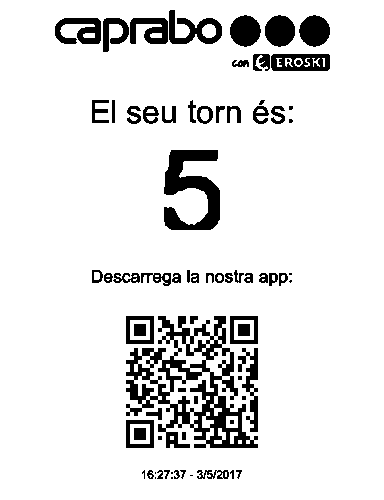 caprabo
con EROSKI
El seu torn és:
5
Descarrega la nostra app:
16:27:37 - 3/5/2017